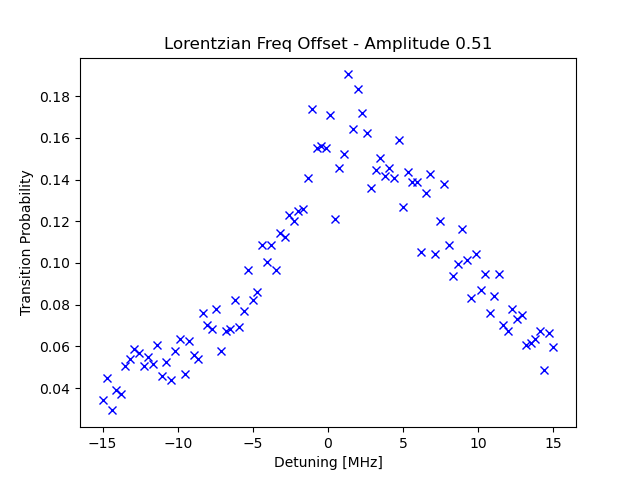 Lorentzian Freq Offset - Amplitude 0.51
0.18
0.16
0.14
0.12
0.10
0.08
0.06
0.04
Transition Probability
−15 −10 −5 0 5 10 15
Detuning [MHz]